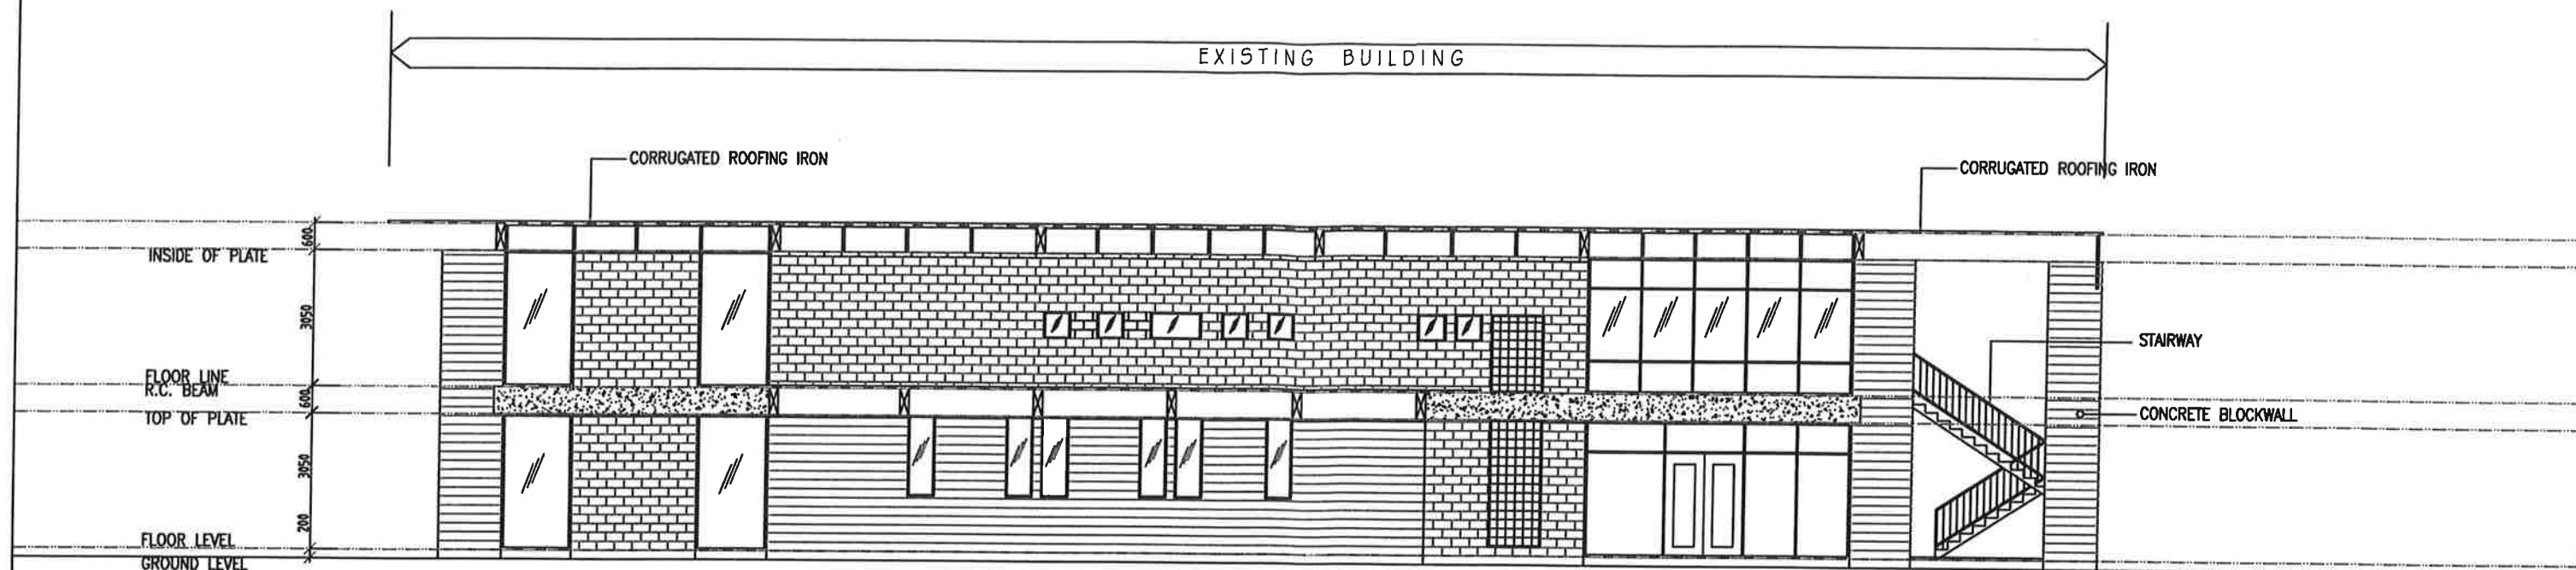 EXISTING BUILDING
CORRUGATED ROOFING IRON
CORRUGATED ROOFING IRON
600
INSIDE OF PLATE
3050
STAIRWAY
FLOOR LINE
R.C. BEAM
600
TOP OF PLATE
CONCRETE BLOCKWALL
3050
200
FLOOR LEVEL
GROUND LEVEL